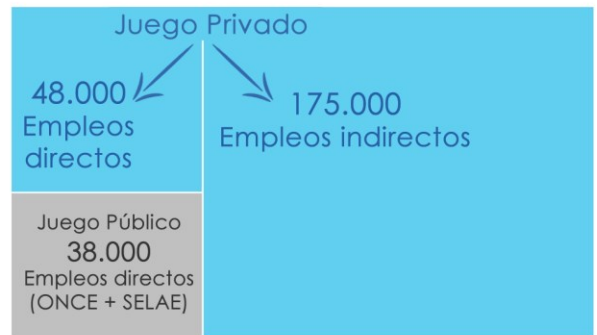 Juego Privado
48.000
Empleos
directos
175.000
Empleos indirectos
Juego Público
38.000
Empleos directos
(ONCE + SELAE)